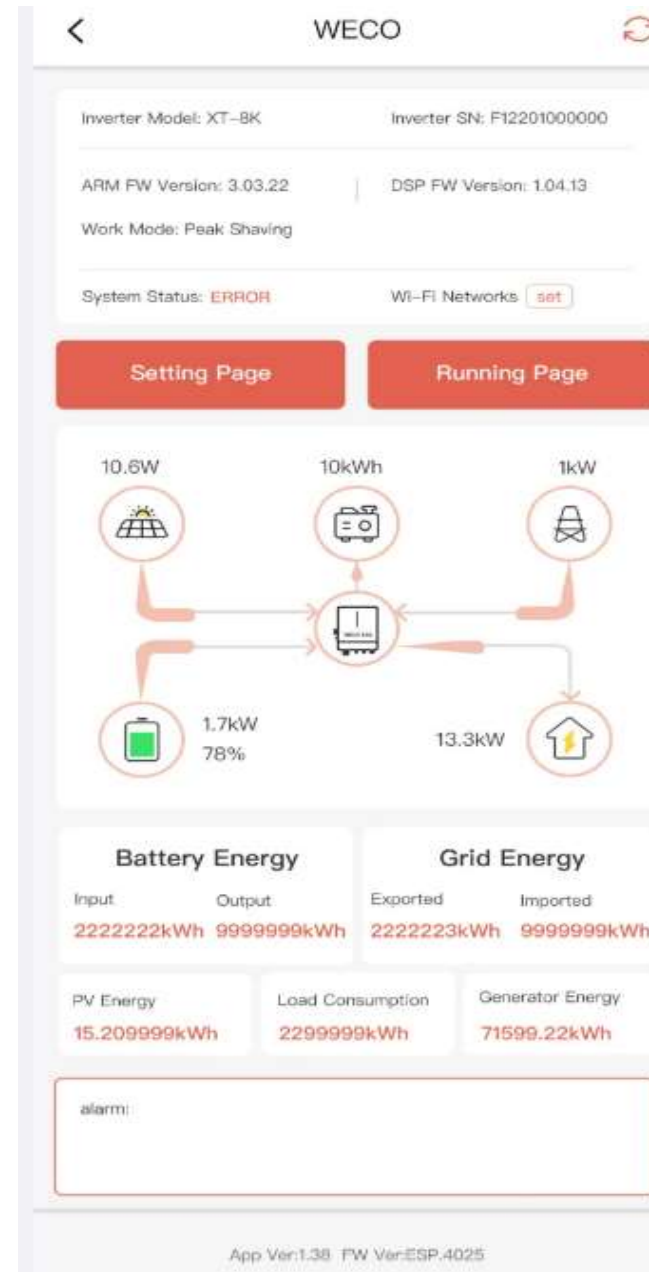 WECO
Inverter Model: XT-8K Inverter SN: F12201000000
ARM FW Version: 3.03.22 DSP FW Version: 1.04.13
Work Mode: Peak Shaving
System Status: ERROR Wi-Fi Networks set
Setting Page Running Page
10.6W 10kWh 1kW
1.7kW
78%
13.3kW
Battery Energy Grid Energy
Input Output Exported Imported
2222222kWh 9999999kWh 2222223kWh 9999999kWh
PV Energy Load Consumption Generator Energy
15.209999kWh 2299999kWh 71599.22kWh
alarm:
App Ver:1.38 FW Ver:ESP.4025